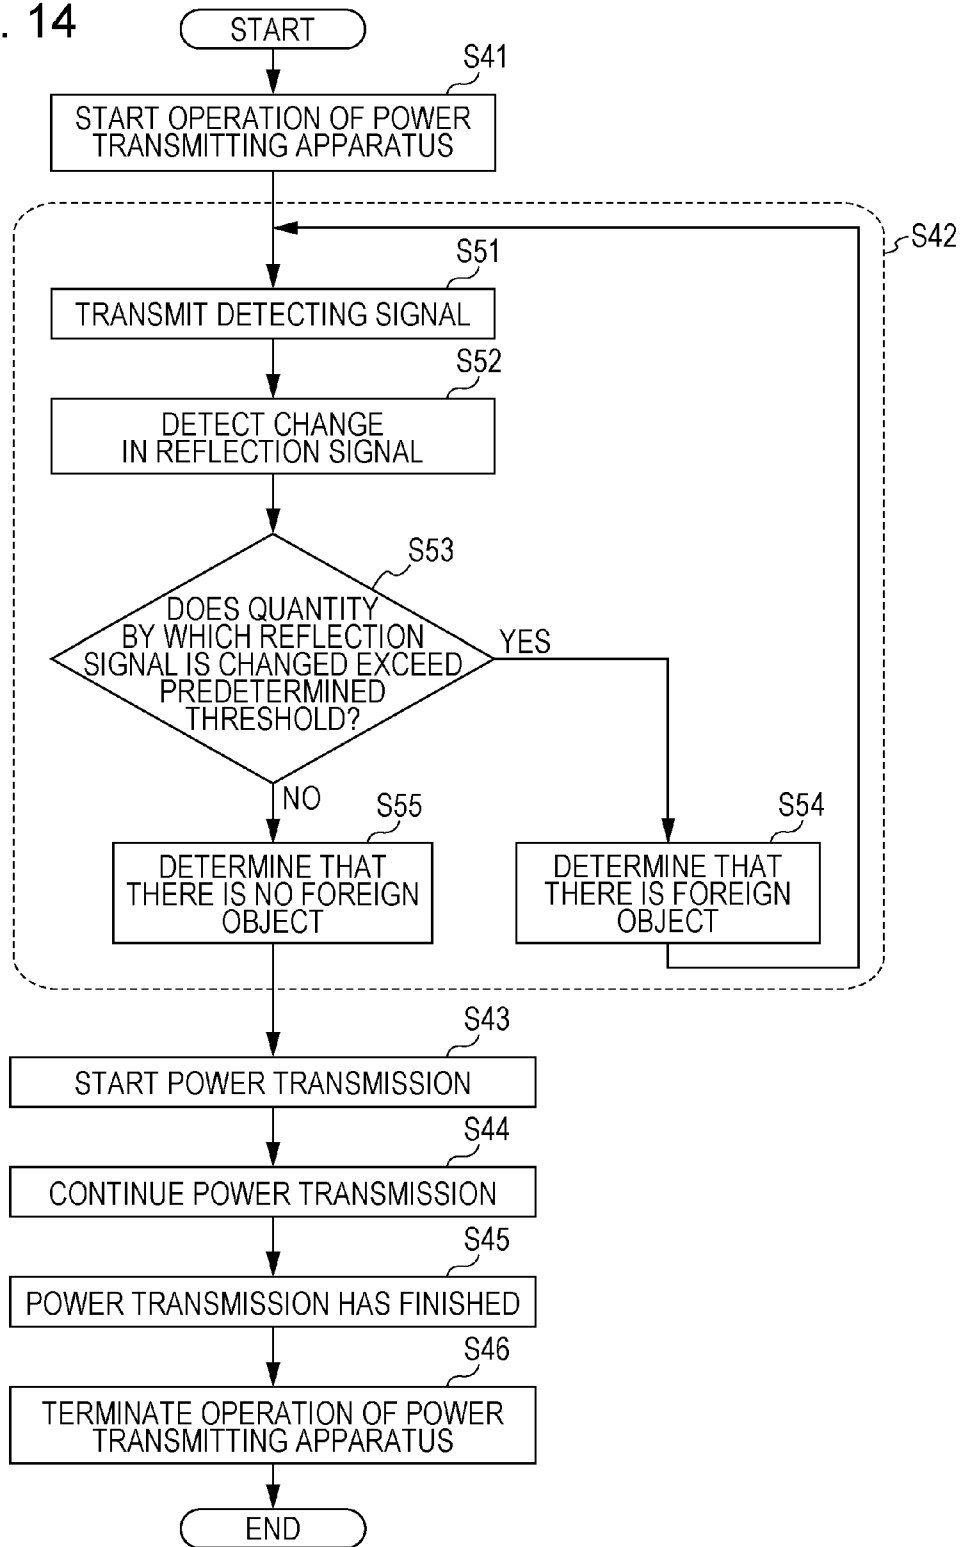 . 14
START
S41
START OPERATION OF POWER
TRANSMITTING APPARATUS
S42
S51
TRANSMIT DETECTING SIGNAL
S52
DETECT CHANGE
IN REFLECTION SIGNAL
S53
DOES QUANTITY
BY WHICH REFLECTION
SIGNAL IS CHANGED EXCEED
PREDETERMINED
THRESHOLD?
YES
NO
S55
DETERMINE THAT
THERE IS NO FOREIGN
OBJECT
S54
DETERMINE THAT
THERE IS FOREIGN
OBJECT
S43
START POWER TRANSMISSION
S44
CONTINUE POWER TRANSMISSION
S45
POWER TRANSMISSION HAS FINISHED
S46
TERMINATE OPERATION OF POWER
TRANSMITTING APPARATUS
END